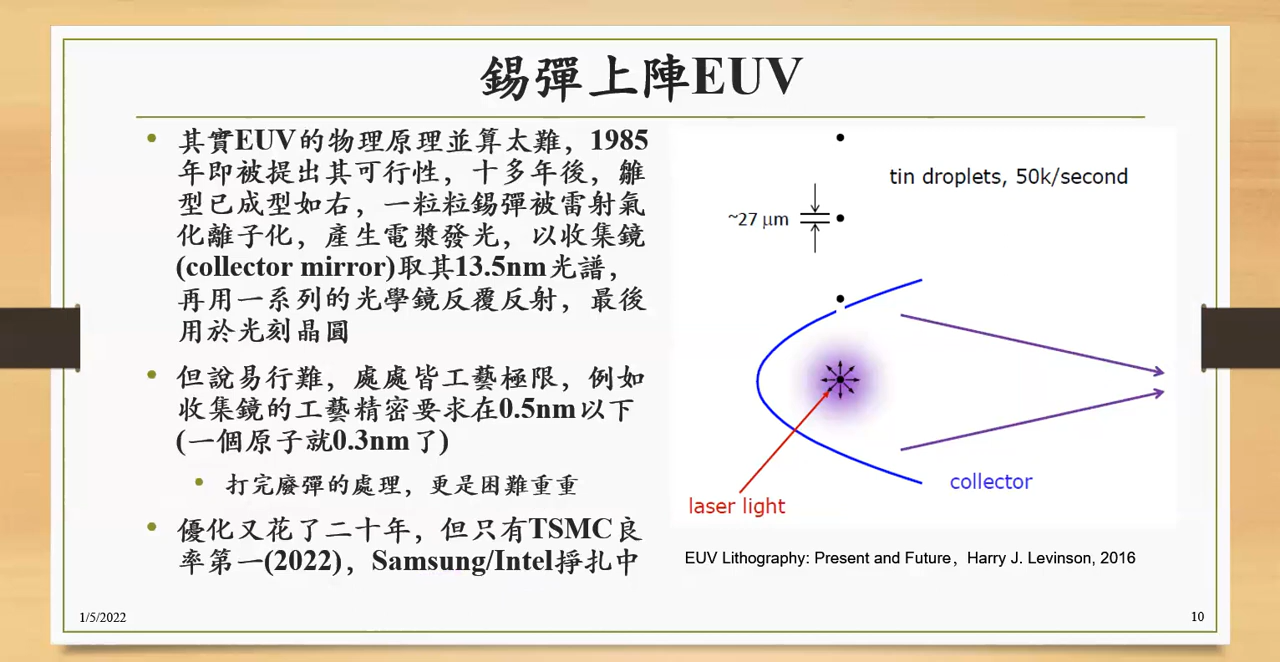 錫彈上陣EUV
• 其實EUV的物理原理並算太難，1985
年即被提出其可行性，十多年後，雛
型已成型如右，一粒粒錫彈被雷射氣
化離子化，產生電漿發光，以收集鏡
(collector mirror)取其13.5nm光譜，
再用一系列的光學鏡反覆反射，最後
用於光刻晶圓
• 但說易行難，處處皆工藝極限，例如
收集鏡的工藝精密要求在0.5nm以下
(一個原子就0.3nm了)
• 打完廢彈的處理，更是困難重重
• 優化又花了二十年，但只有TSMC良
率第一(2022)，Samsung/Intel掙扎中
tin droplets, 50k/second
~27 µm
collector
laser light
EUV Lithography: Present and Future，Harry J. Levinson, 2016
1/5/2022
10